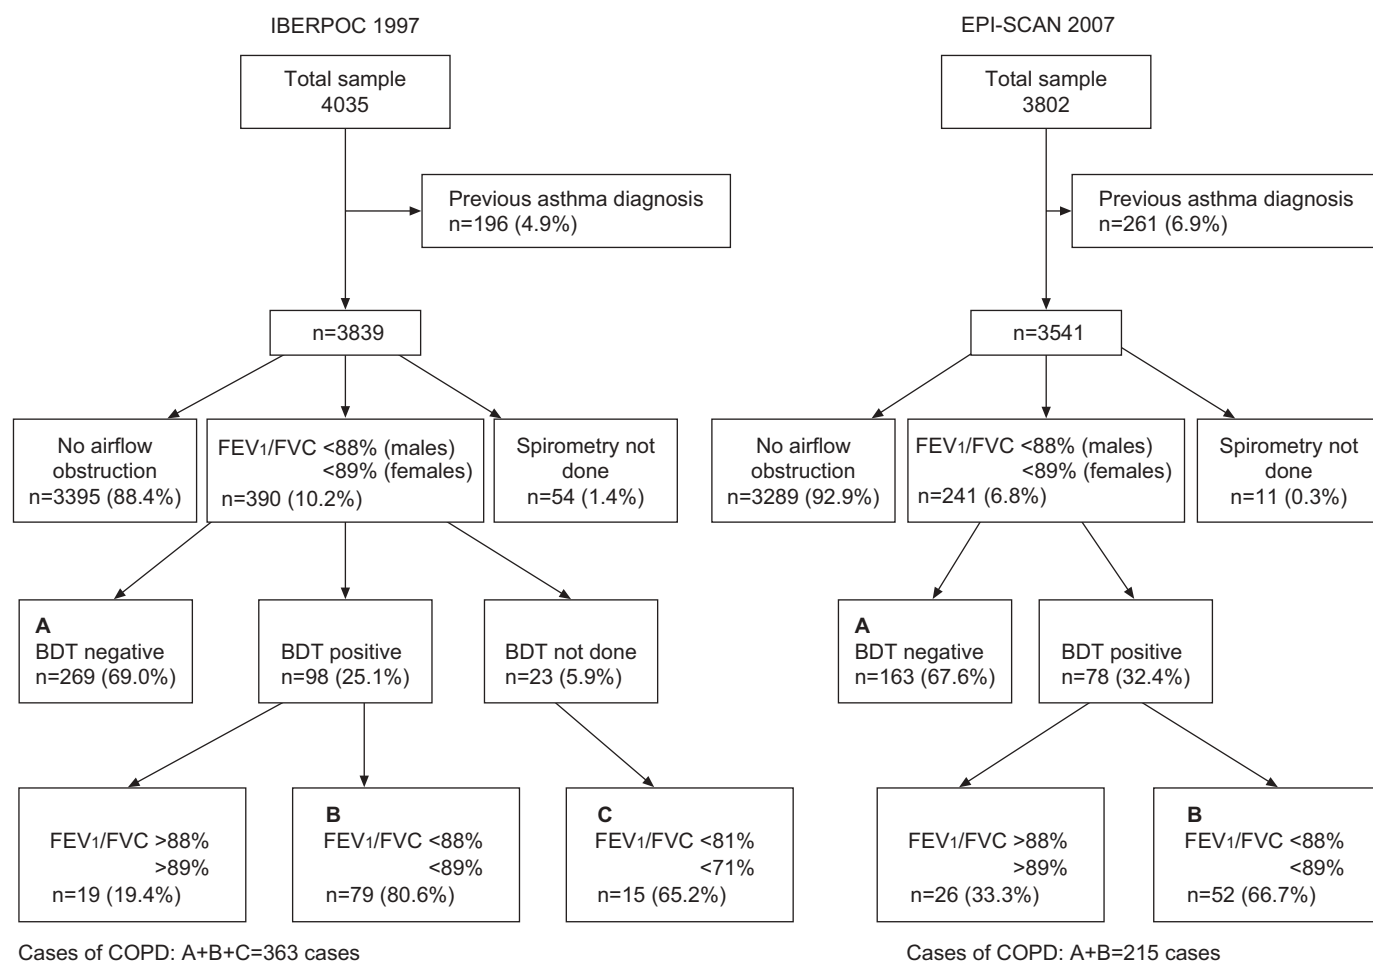 IBERPOC 1997
Total sample
4035
Previous asthma diagnosis
n=196 (4.9%)
n=3839
No airflow
obstruction
n=3395 (88.4%)
FEV1/FVC <88% (males)
<89% (females)
n=390 (10.2%)
Spirometry not
done
n=54 (1.4%)
A
BDT negative
n=269 (69.0%)
BDT positive
n=98 (25.1%)
BDT not done
n=23 (5.9%)
FEV1/FVC >88%
>89%
n=19 (19.4%)
B
FEV1/FVC <88%
<89%
n=79 (80.6%)
C
FEV1/FVC <81%
<71%
n=15 (65.2%)
Cases of COPD: A+B+C=363 cases
EPI-SCAN 2007
Total sample
3802
Previous asthma diagnosis
n=261 (6.9%)
n=3541
No airflow
obstruction
n=3289 (92.9%)
FEV1/FVC <88% (males)
<89% (females)
n=241 (6.8%)
Spirometry not
done
n=11 (0.3%)
A
BDT negative
n=163 (67.6%)
BDT positive
n=78 (32.4%)
FEV1/FVC >88%
>89%
n=26 (33.3%)
B
FEV1/FVC <88%
<89%
n=52 (66.7%)
Cases of COPD: A+B=215 cases